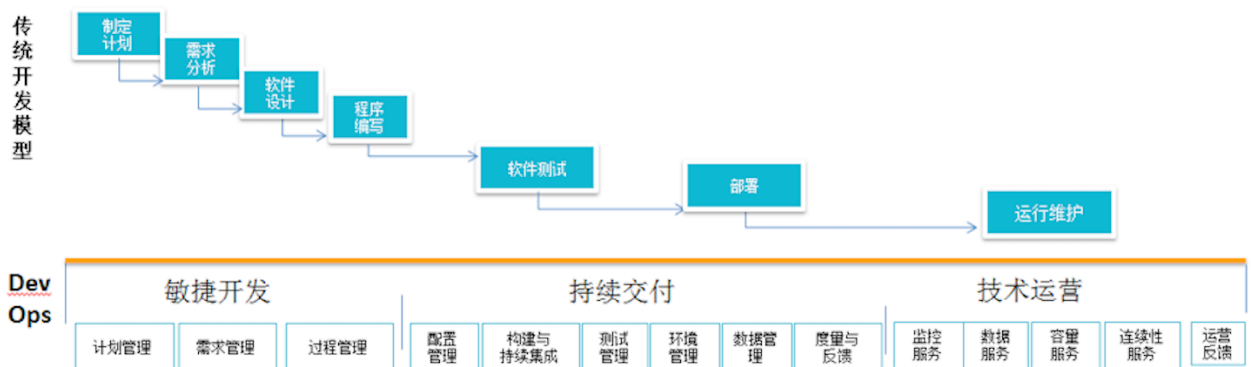 传统开发模型
制定
计划
需求
分析
软件
设计
程序
编写
软件测试
部署
运行维护
Dev
Ops
敏捷开发
持续交付
技术运营
计划管理
需求管理
过程管理
配置
管理
构建与
持续集成
测试
管理
环境
管理
数据管
理
度量与
反馈
监控
服务
数据
服务
容量
服务
连续性
服务
运营
反馈